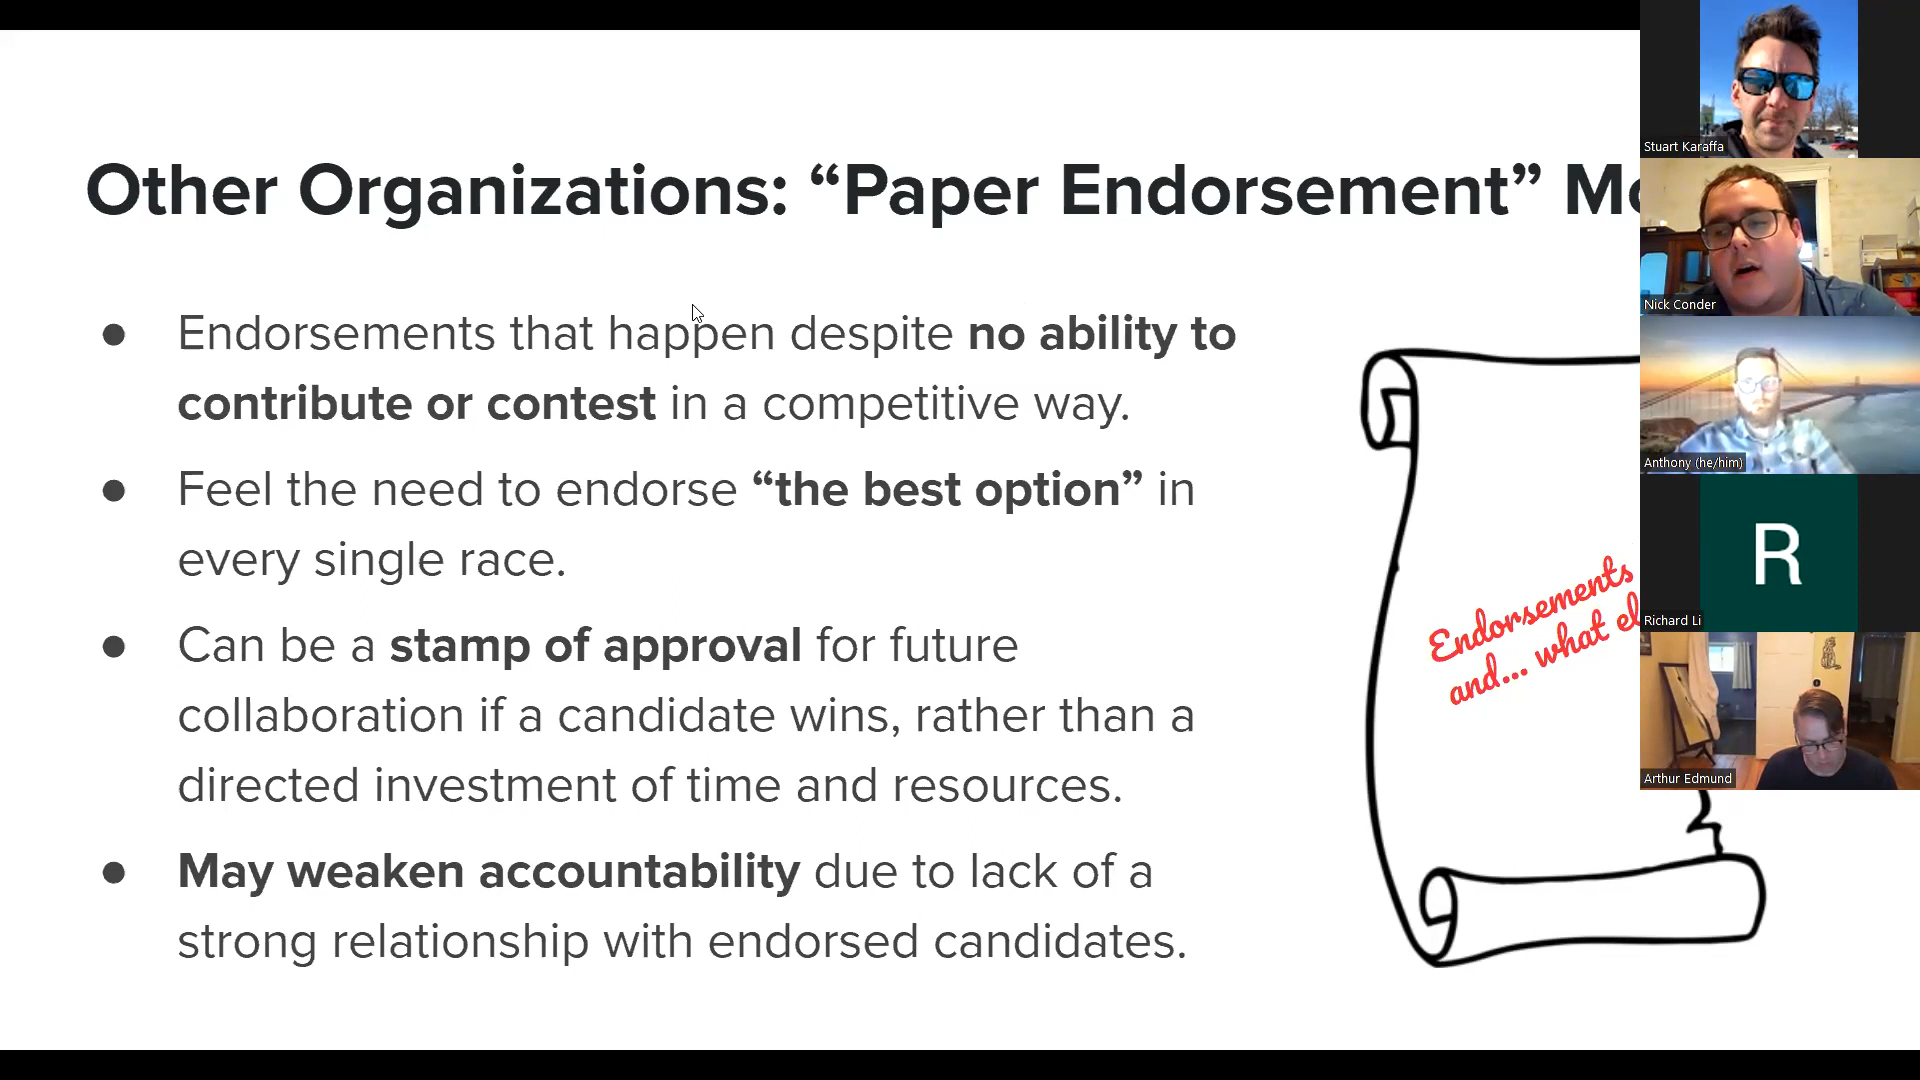 Other Organizations: “Paper Endorsement” Mo
● Endorsements that happen despite no ability to
contribute or contest in a competitive way.
● Feel the need to endorse “the best option” in
every single race.
● Can be a stamp of approval for future
collaboration if a candidate wins, rather than a
directed investment of time and resources.
● May weaken accountability due to lack of a
strong relationship with endorsed candidates.
Endorsements
and... what el
Stuart Karaffa
Nick Conder
Anthony (he/him)
R
Richard Li
Arthur Edmund